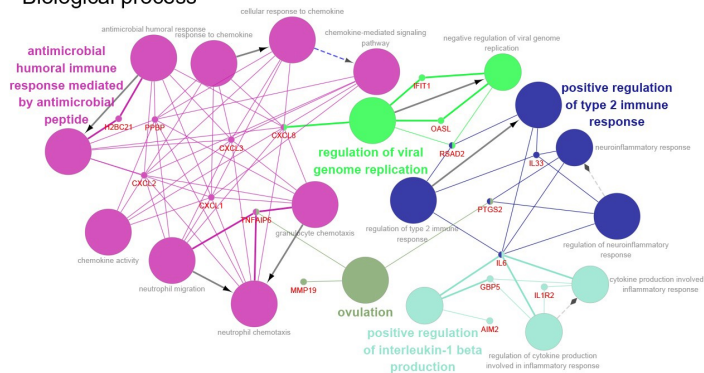 Biological process
cellular response to chokemine
antimicrobial humoral response
response to chemokine
chemokine-mediated signaling
pathway
negative regulation of viral genome
replication
antimicrobial
humoral immune
response mediated
by antimicrobial
peptide
IFIT1
positive regulation
of type 2 immune
response
H2BC21
PPBP
CXCL8
OASL
CXCL3
RSAD2
neuroinflammatory response
IL33
regulation of viral
genome replication
CXCL2
CXCL1
TNFAIP6
PTGS2
granulocyte chemotaxis
regulation of type 2 immune
response
chemokine activity
regulation of neuroinflammatory
response
neutrophil migration
IL6
MMP19
GBP5
IL1R2
cytokine production involved
inflammatory response
ovulation
neutrophil chemotaxis
AIM2
positive regulation
of interleukin-1 beta
production
regulation of cytokine production
involved in inflammatory response